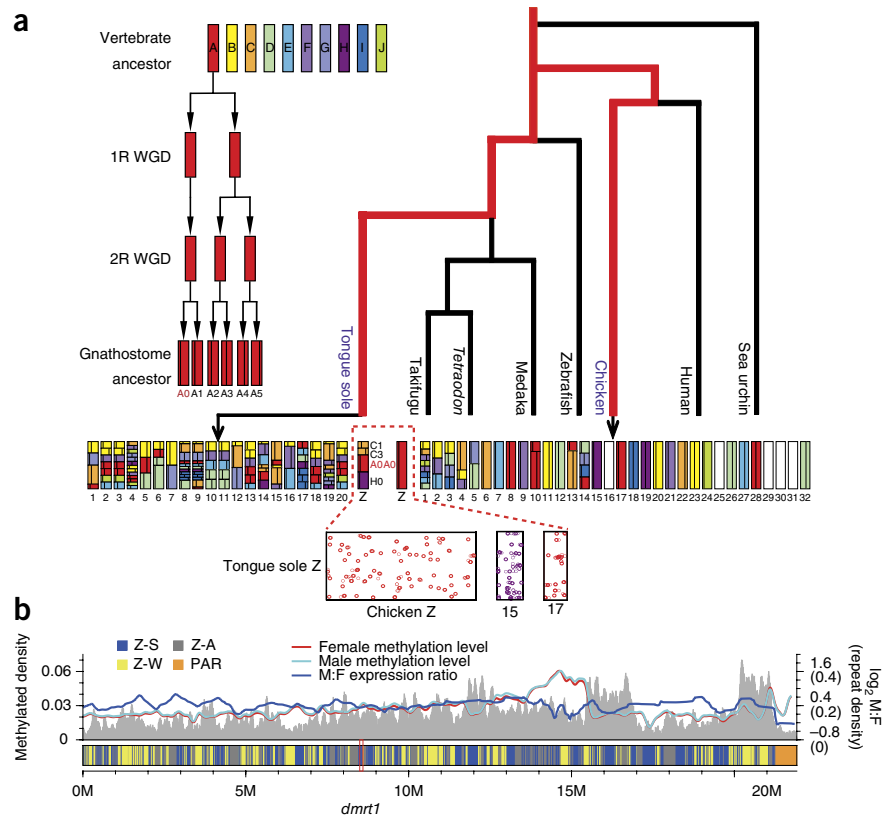 a
Vertebrate
ancestor
A B C D E F G H I J
1R WGD
2R WGD
Gnathostome
ancestor
A0 A1 A2 A3 A4 A5
Tongue sole
Takifugu
Tetraodon
Medaka
Zebrafish
Chicken
Human
Sea urchin
C1
C3
A0 A0
H0
1 2 3 4 5 6 7 8 9 10 11 12 13 14 15 16 17 18 19 20 Z Z 1 2 3 4 5 6 7 8 9 10 11 12 13 14 15 16 17 18 19 20 21 22 23 24 25 26 27 28 29 30 31 32
Tongue sole Z
Chicken Z 15 17
b
Methylated density
0.06
0.03
0
Z-S Z-A
Z-W PAR
Female methylation level
Male methylation level
M:F expression ratio
1.6
(0.4)
0.4
(0.2)
−0.8
(0)
log2 M:F
(repeat density)
0M 5M 10M 15M 20M
dmrt1